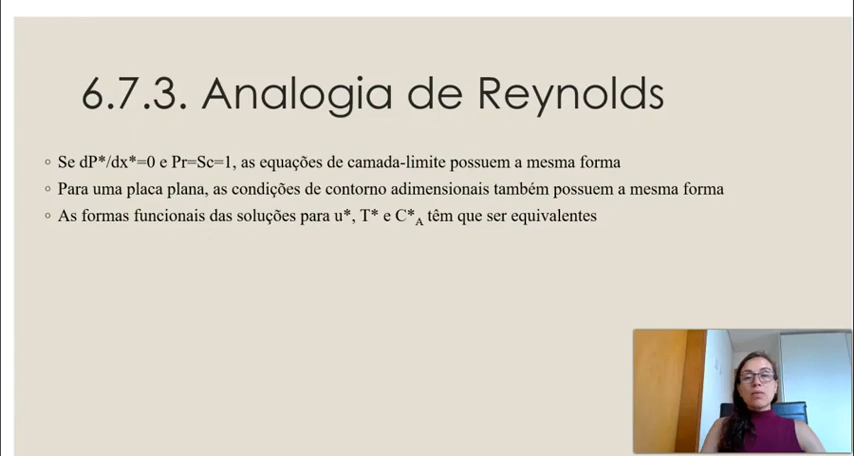 6.7.3. Analogia de Reynolds
◦ Se dP*/dx*=0 e Pr=Sc=1, as equações de camada-limite possuem a mesma forma
◦ Para uma placa plana, as condições de contorno adimensionais também possuem a mesma forma
◦ As formas funcionais das soluções para u*, T* e C*A têm que ser equivalentes